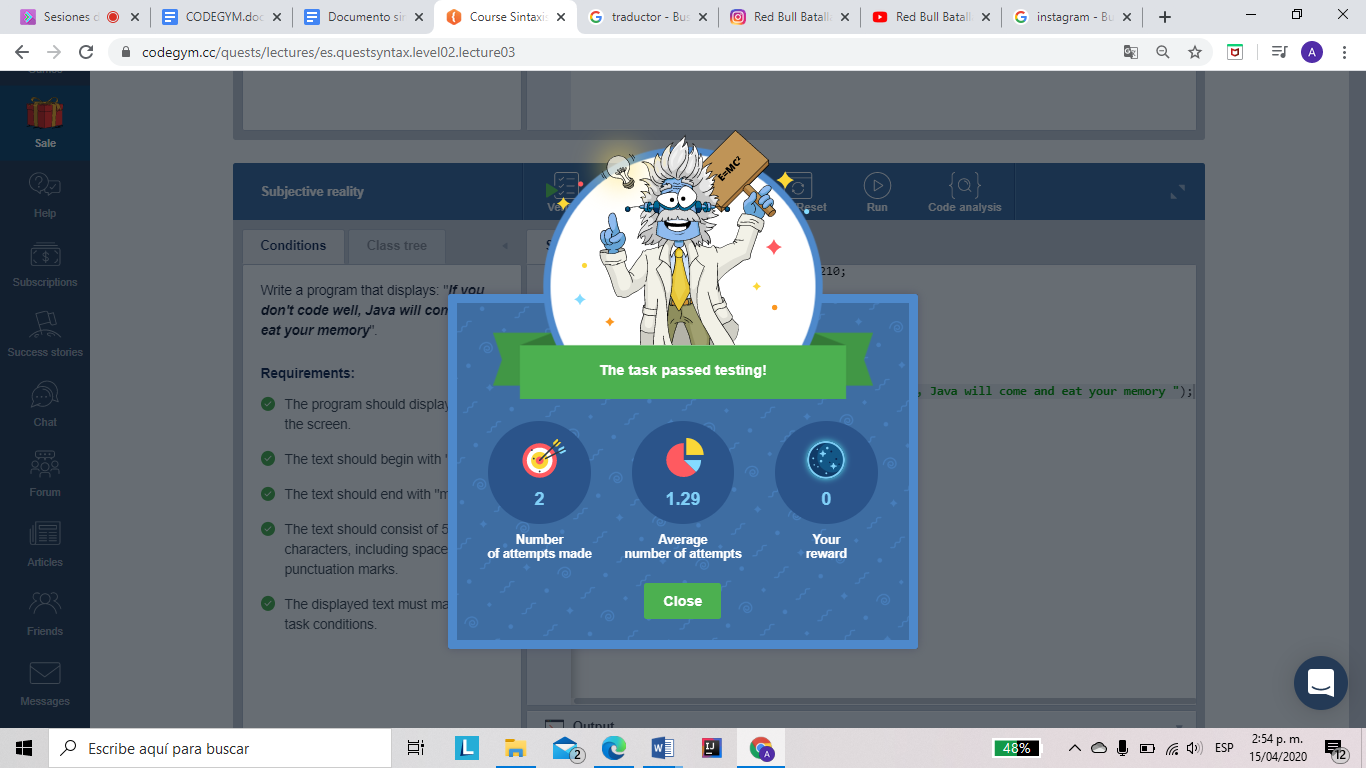 Sesiones d
CODEGYM.doc
Documento sin
Course Sintaxis
traductor - Bus
Red Bull Batalla
Red Bull Batalla
instagram - Bu
codegym.cc/quests/lectures/es.questsyntax.level02.lecture03
A
Games
Sale
Help
Subscriptions
Success stories
Chat
Forum
Articles
Friends
Messages
Subjective reality
Reset
Run
Code analysis
Conditions
Class tree
Write a program that displays: "If you
don't code well, Java will
eat your memory".
Requirements:
The program should display
the screen.
The text should begin with
The text should end with "m
The text should consist of 5
characters, including space
punctuation marks.
The displayed text must ma
task conditions.
210;
, Java will come and eat your memory ");
E=MC²
The task passed testing!
2
Number
of attempts made
1.29
Average
number of attempts
0
Your
reward
Close
Output
Escribe aquí para buscar
L
2
W
IJ
A
48%
ESP
2:54 p. m.
15/04/2020
12